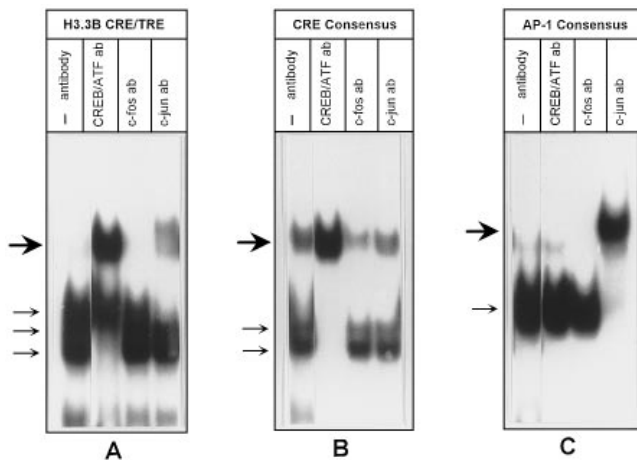 H3.3B CRE/TRE
– antibody
CREB/ATF ab
c-fos ab
c-jun ab
A
CRE Consensus
– antibody
CREB/ATF ab
c-fos ab
c-jun ab
B
AP-1 Consensus
– antibody
CREB/ATF ab
c-fos ab
c-jun ab
C